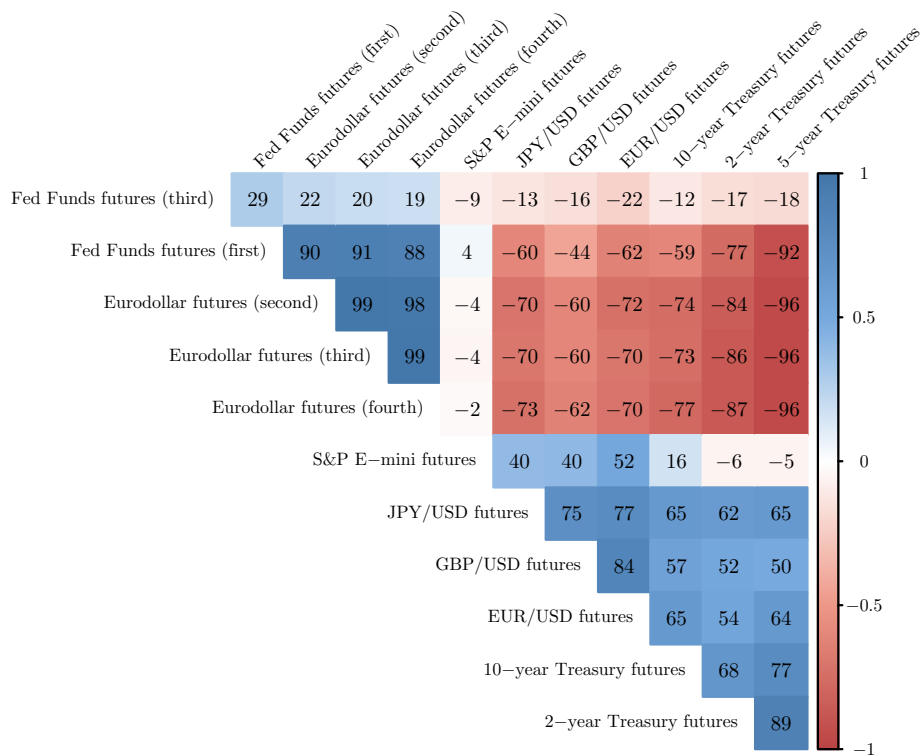 Fed Funds futures (first)
Eurodollar futures (second)
Eurodollar futures (third)
Eurodollar futures (fourth)
S&P E−mini futures
JPY/USD futures
GBP/USD futures
EUR/USD futures
10−year Treasury futures
2−year Treasury futures
5−year Treasury futures
Fed Funds futures (third) 29 22 20 19 −9 −13 −16 −22 −12 −17 −18
Fed Funds futures (first) 90 91 88 4 −60 −44 −62 −59 −77 −92
Eurodollar futures (second) 99 98 −4 −70 −60 −72 −74 −84 −96
Eurodollar futures (third) 99 −4 −70 −60 −70 −73 −86 −96
Eurodollar futures (fourth) −2 −73 −62 −70 −77 −87 −96
S&P E−mini futures 40 40 52 16 −6 −5
JPY/USD futures 75 77 65 62 65
GBP/USD futures 84 57 52 50
EUR/USD futures 65 54 64
10−year Treasury futures 68 77
2−year Treasury futures 89
1
0.5
0
−0.5
−1